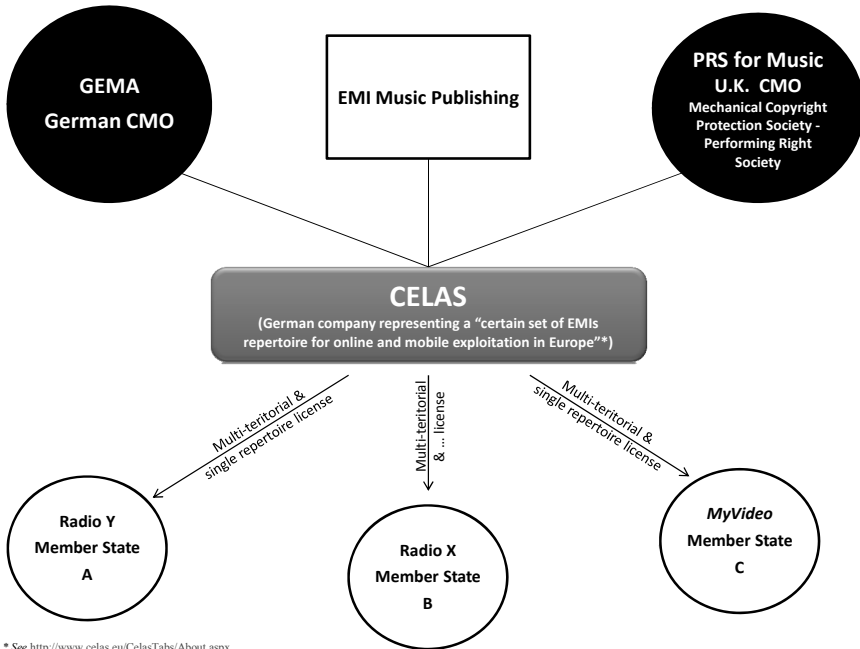 GEMA
German CMO
EMI Music Publishing
PRS for Music
U.K. CMO
Mechanical Copyright
Protection Society -
Performing Right
Society
CELAS
(German company representing a “certain set of EMIs
repertoire for online and mobile exploitation in Europe”*)
Multi-teritorial &
single repertoire license
Multi-teritorial
& ... license
Multi-teritorial &
single repertoire license
Radio Y
Member State
A
Radio X
Member State
B
MyVideo
Member State
C
* See http://www.celas.eu/CelasTabs/About.aspx